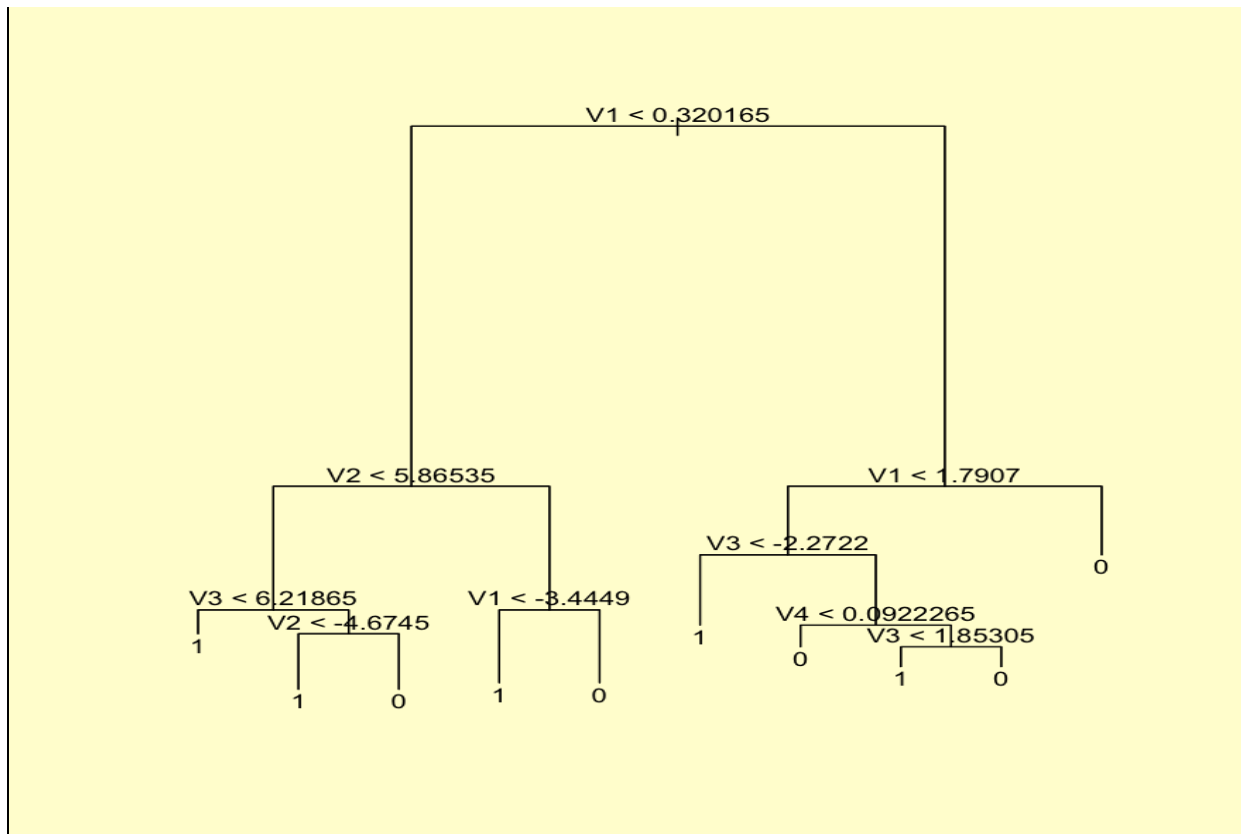 V1 < 0.320165
V2 < 5.86535
V1 < 1.7907
V3 < -2.2722
0
V3 < 6.21865
V1 < -3.4449
V4 < 0.0922265
V2 < -4.6745
V3 < 1.85305
1
1
0
1
0
1
0
1
0